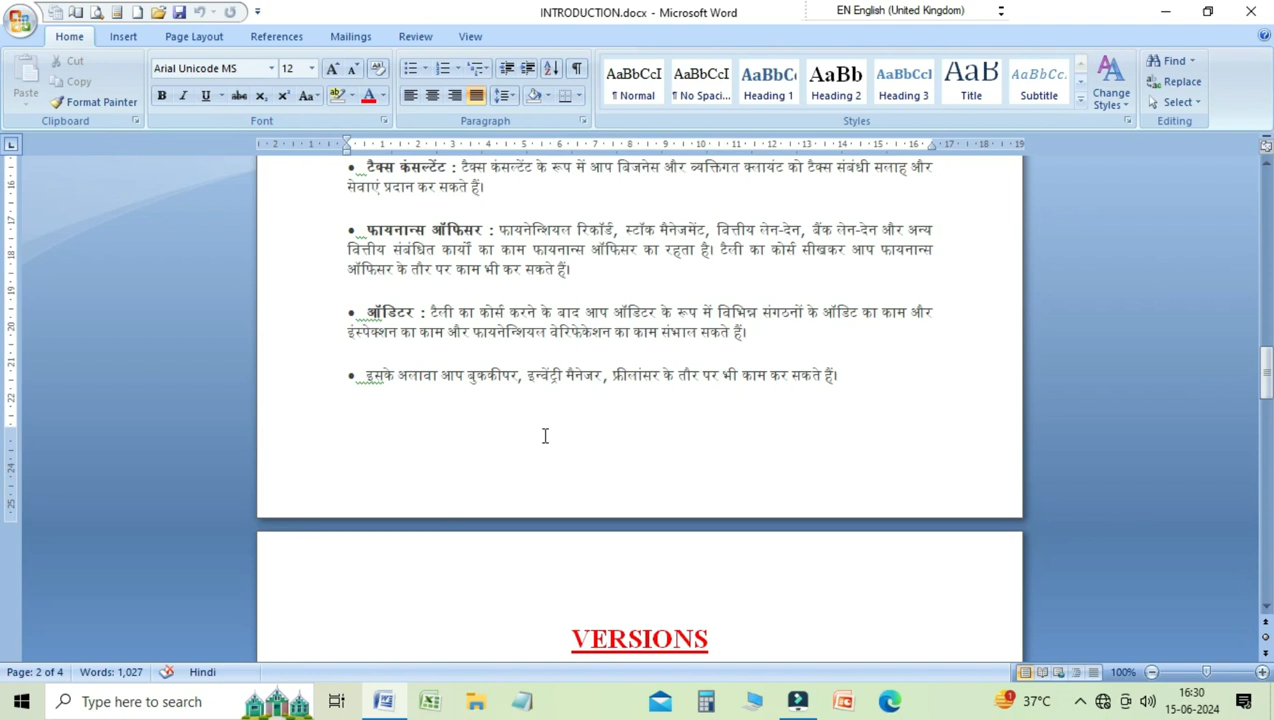 INTRODUCTION.docx - Microsoft Word
EN English (United Kingdom)
Home Insert Page Layout References Mailings Review View
Paste
Cut
Copy
Format Painter
Clipboard
Arial Unicode MS 12
Font
Paragraph
AaBbCcI AaBbCcI AaBbC AaBb AaBbCcI AaB AaBbCc.
¶ Normal ¶ No Spaci... Heading 1 Heading 2 Heading 3 Title Subtitle
Change Styles
Styles
Find
Replace
Select
Editing
• टैक्स कंसल्टेंट : टैक्स कंसल्टेंट के रूप में आप बिजनेस और व्यक्तिगत क्लायंट को टैक्स संबंधी सलाह और
सेवाएं प्रदान कर सकते हैं।
• फायनान्स ऑफिसर : फायनेन्शियल रिकॉर्ड, स्टॉक मैनेजमेंट, वित्तीय लेन-देन, बैंक लेन-देन और अन्य
वित्तीय संबंधित कार्यों का काम फायनान्स ऑफिसर का रहता है। टैली का कोर्स सीखकर आप फायनान्स
ऑफिसर के तौर पर काम भी कर सकते हैं।
• ऑडिटर : टैली का कोर्स करने के बाद आप ऑडिटर के रूप में विभिन्न संगठनों के ऑडिट का काम और
इंस्पेक्शन का काम और फायनेन्शियल वेरिफेकेशन का काम संभाल सकते हैं।
• इसके अलावा आप बुककीपर, इन्वेंट्री मैनेजर, फ्रीलांसर के तौर पर भी काम कर सकते हैं।
VERSIONS
Page: 2 of 4 Words: 1,027 Hindi 100%
Type here to search
37°C
16:30
15-06-2024